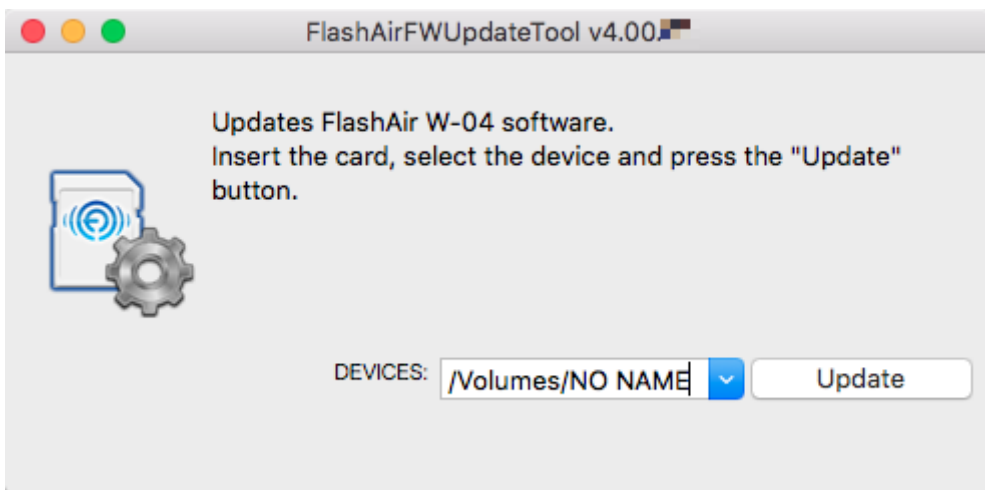 FlashAirFWUpdateTool v4.00.
Updates FlashAir W-04 software.
Insert the card, select the device and press the "Update"
button.
DEVICES: /Volumes/NO NAME Update